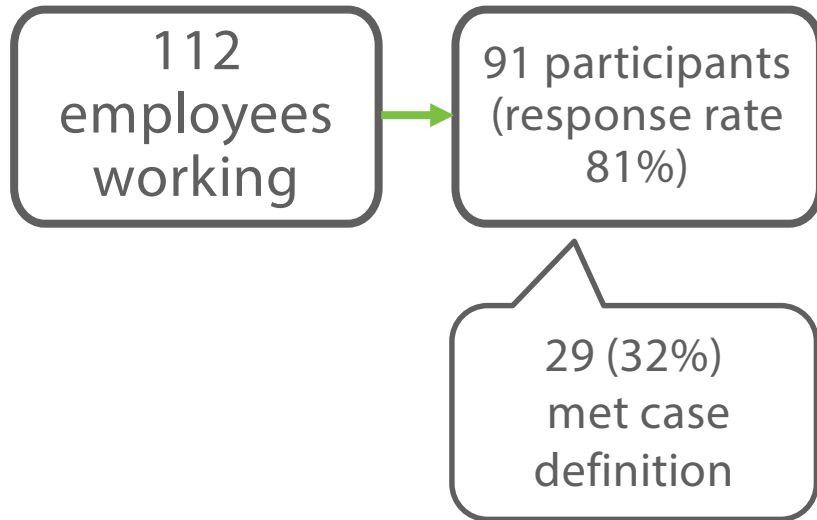 112
employees
working
91 participants
(response rate
81%)
29 (32%)
met case
definition